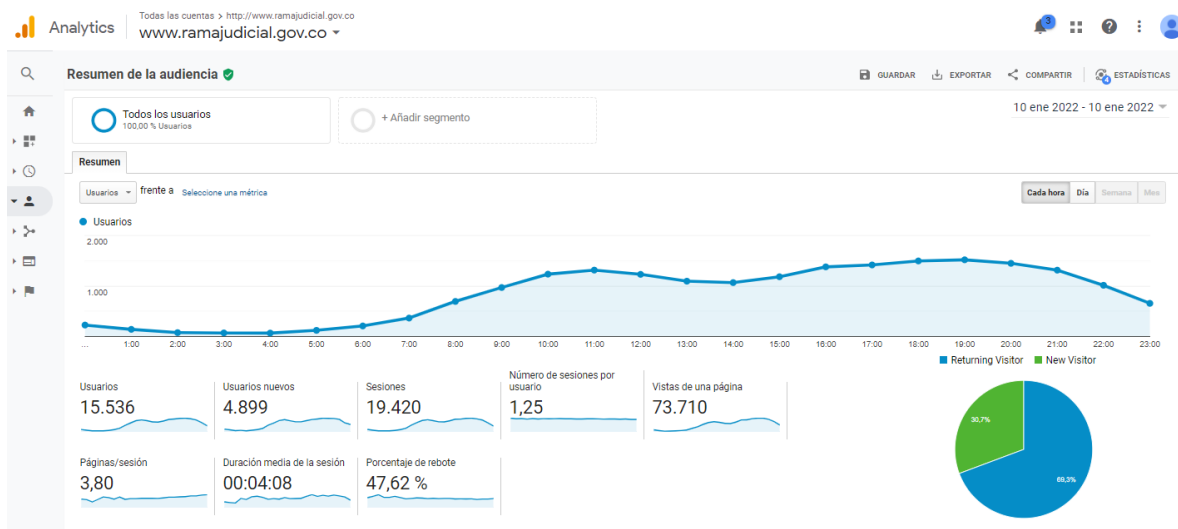 Analytics
Todas las cuentas > http://www.ramajudicial.gov.co
www.ramajudicial.gov.co
3
Resumen de la audiencia
GUARDAR
EXPORTAR
COMPARTIR
4
ESTADÍSTICAS
Todos los usuarios
100,00 % Usuarios
+ Añadir segmento
10 ene 2022 - 10 ene 2022
Resumen
Usuarios frente a Seleccione una métrica
Cada hora Día Semana Mes
Usuarios
2.000
1.000
... 1:00 2:00 3:00 4:00 5:00 6:00 7:00 8:00 9:00 10:00 11:00 12:00 13:00 14:00 15:00 16:00 17:00 18:00 19:00 20:00 21:00 22:00 23:00
Returning Visitor New Visitor
Usuarios
15.536
Usuarios nuevos
4.899
Sesiones
19.420
Número de sesiones por
usuario
1,25
Vistas de una página
73.710
Páginas/sesión
3,80
Duración media de la sesión
00:04:08
Porcentaje de rebote
47,62 %
30,7%
69,3%